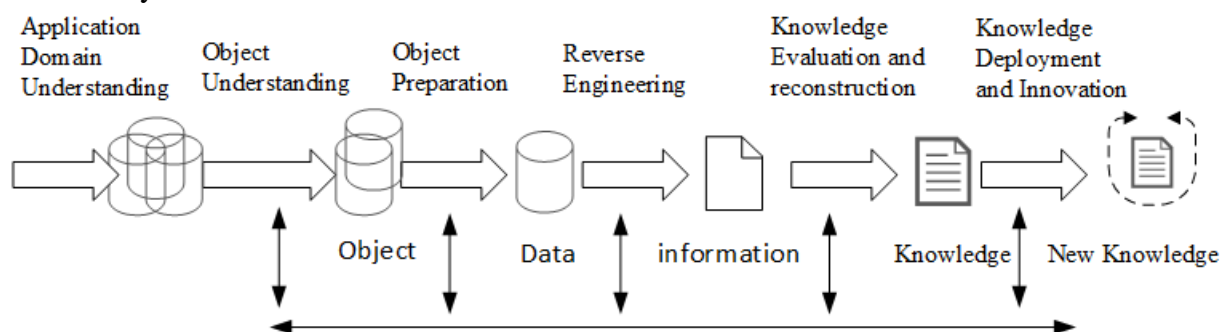 Application
Domain
Understanding
Object
Understanding
Object
Preparation
Reverse
Engineering
Knowledge
Evaluation and
reconstruction
Knowledge
Deployment
and Innovation
Object
Data
information
Knowledge
New Knowledge